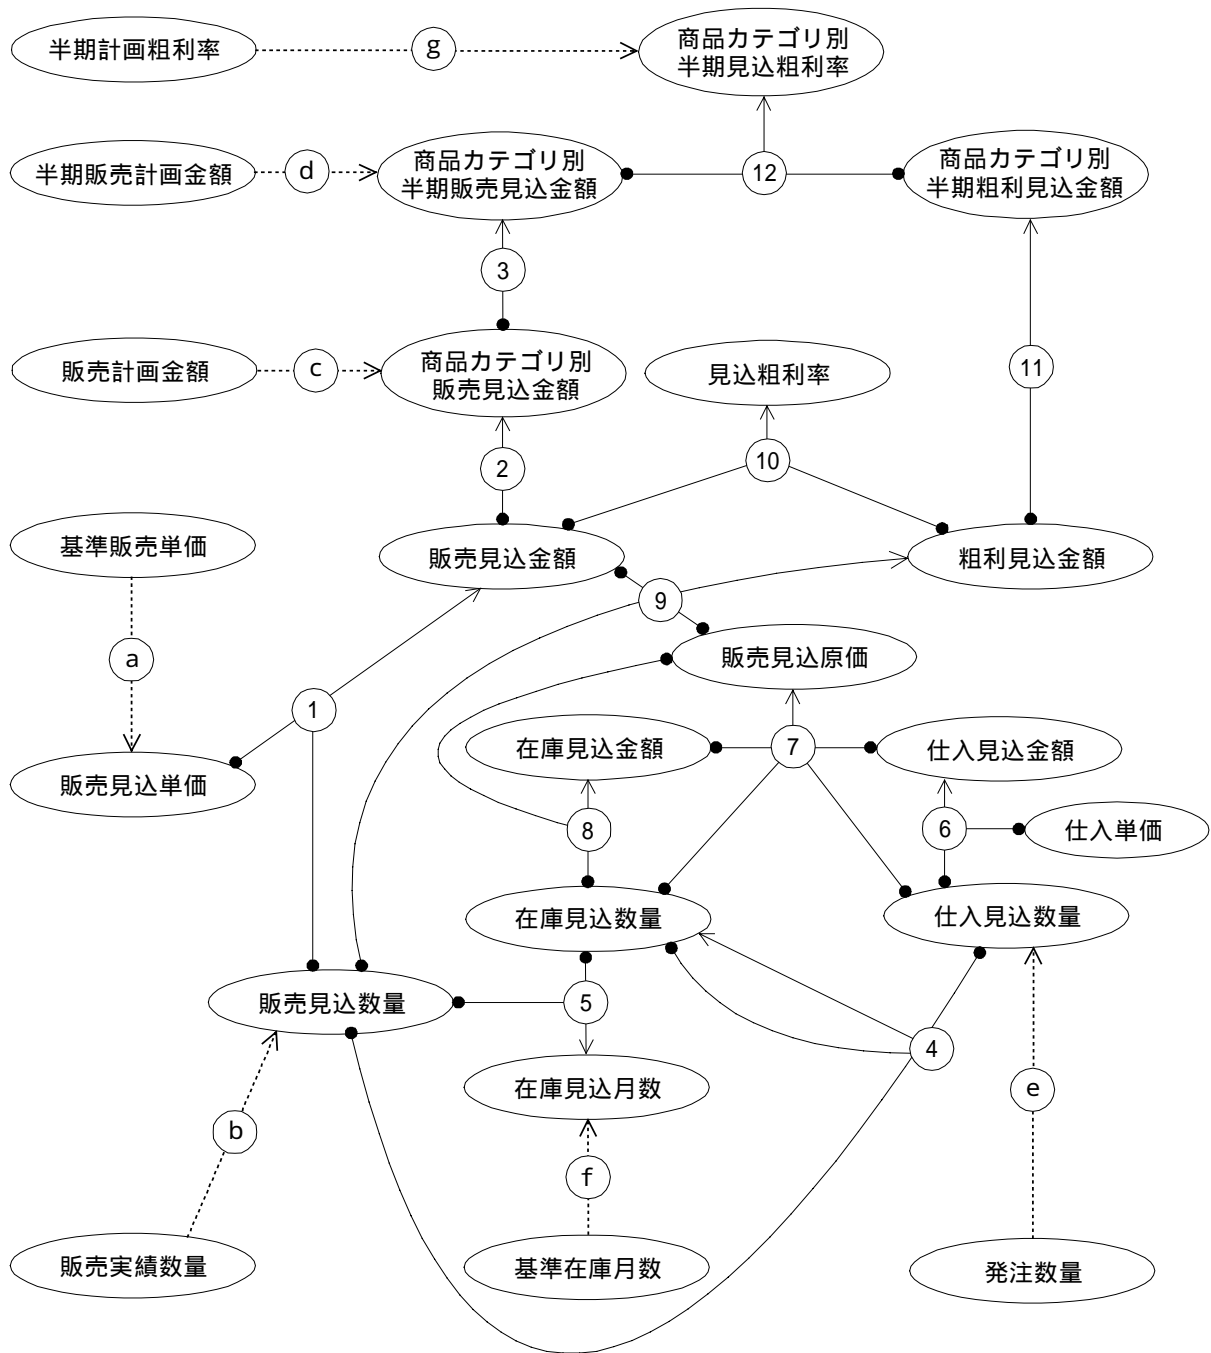 半期計画粗利率
g
商品カテゴリ別
半期見込粗利率
半期販売計画金額
d
商品カテゴリ別
半期販売見込金額
12
商品カテゴリ別
半期粗利見込金額
3
販売計画金額
c
商品カテゴリ別
販売見込金額
見込粗利率
11
2
10
基準販売単価
販売見込金額
粗利見込金額
9
a
販売見込原価
1
在庫見込金額
7
仕入見込金額
販売見込単価
8
6
仕入単価
在庫見込数量
仕入見込数量
販売見込数量
5
4
在庫見込月数
e
b
f
販売実績数量
基準在庫月数
発注数量